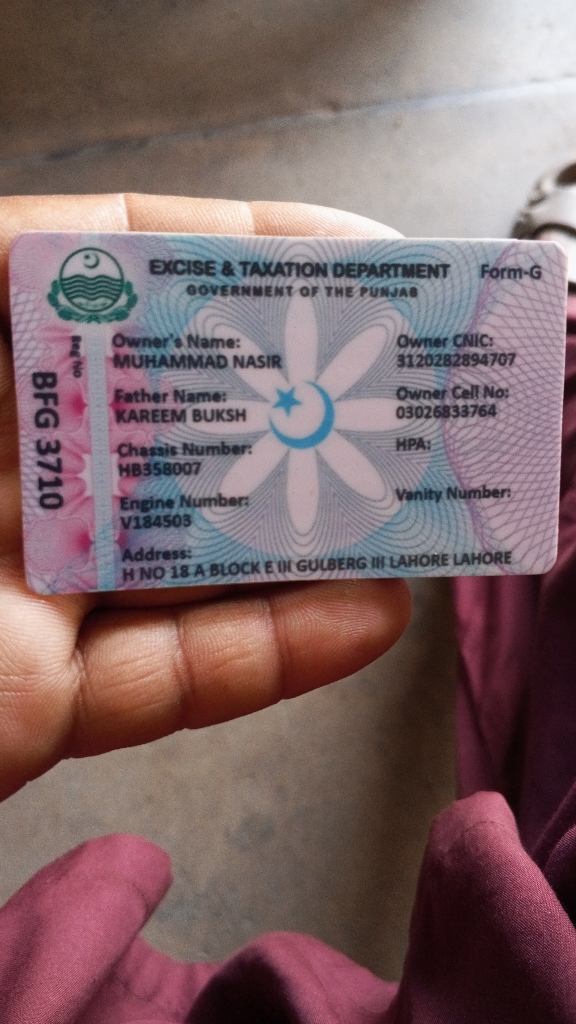 EXCISE & TAXATION DEPARTMENT Form-G
GOVERNMENT OF THE PUNJAB
Reg No
BFG 3710
Owner's Name:
MUHAMMAD NASIR
Owner CNIC:
3120282894707
Father Name:
KAREEM BUKSH
Owner Cell No:
03026833764
Chassis Number:
HB358007
HPA:
Engine Number:
V184503
Vanity Number:
Address:
H NO 18 A BLOCK E III GULBERG III LAHORE LAHORE